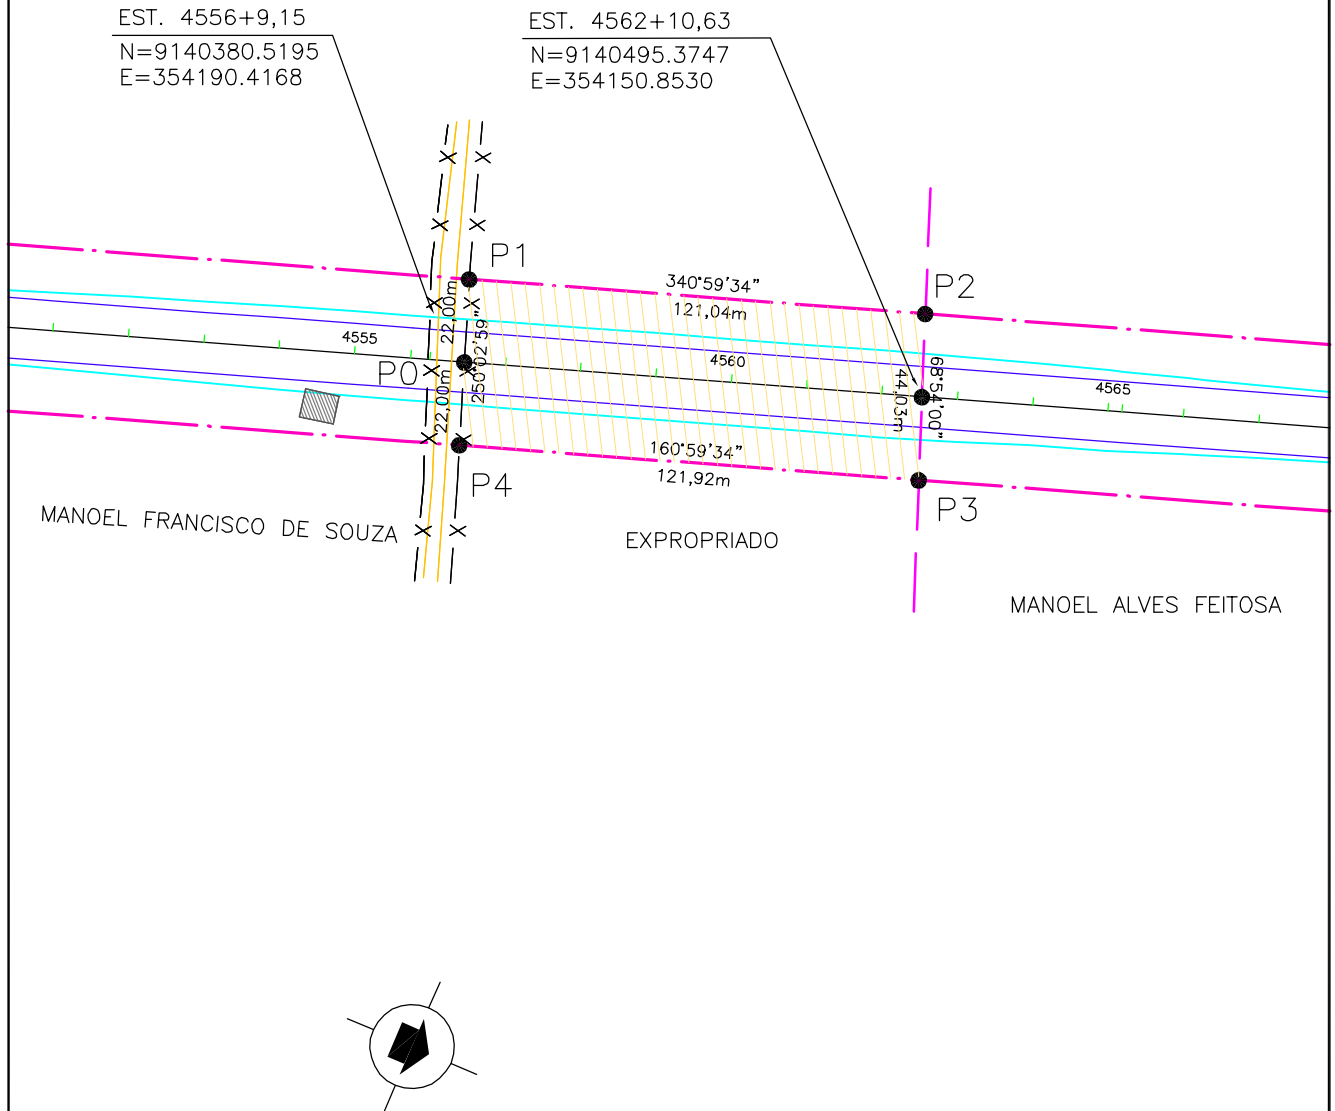 EST. 4556+9,15
N=9140380.5195
E=354190.4168
EST. 4562+10,63
N=9140495.3747
E=354150.8530
P1
340°59'34"
121,04m
P2
22,00m
250°02'59"
4555
4560
4565
P0
22,00m
44,03m
68°54'00"
160°59'34"
121,92m
P4
P3
MANOEL FRANCISCO DE SOUZA
EXPROPRIADO
MANOEL ALVES FEITOSA
X
X
X
X
X
X
X
X
X
X
X
X